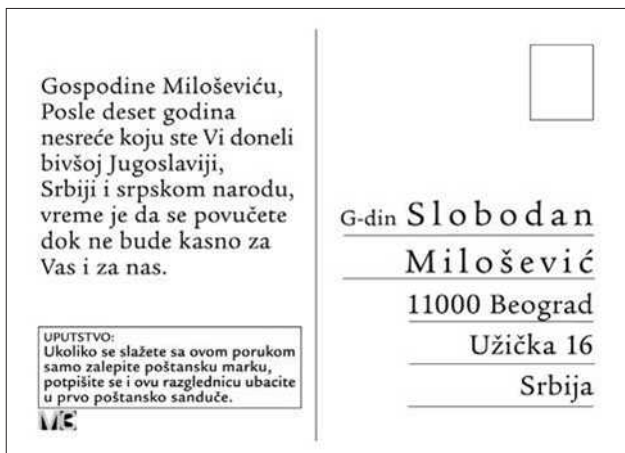 Gospodine Miloševiću,
Posle deset godina
nesreće koju ste Vi doneli
bivšoj Jugoslaviji,
Srbiji i srpskom narodu,
vreme je da se povučete
dok ne bude kasno za
Vas i za nas.
UPUTSTVO:
Ukoliko se slažete sa ovom porukom
samo zalepite poštansku marku,
potpišite se i ovu razglednicu ubacite
u prvo poštansko sanduče.
G-din Slobodan
Milošević
11000 Beograd
Užička 16
Srbija